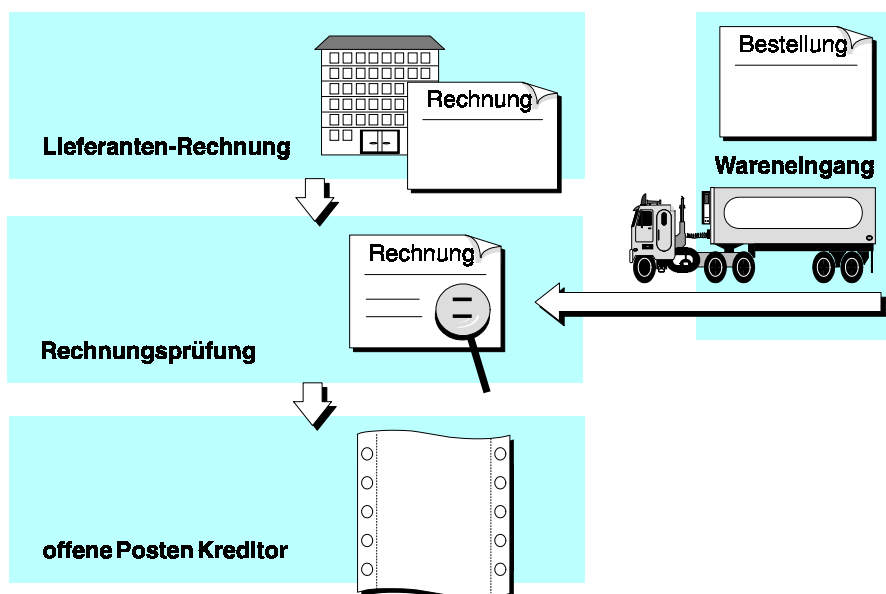 Rechnung
Lieferanten-Rechnung
Bestellung
Wareneingang
Rechnung
Rechnungsprüfung
offene Posten Kreditor